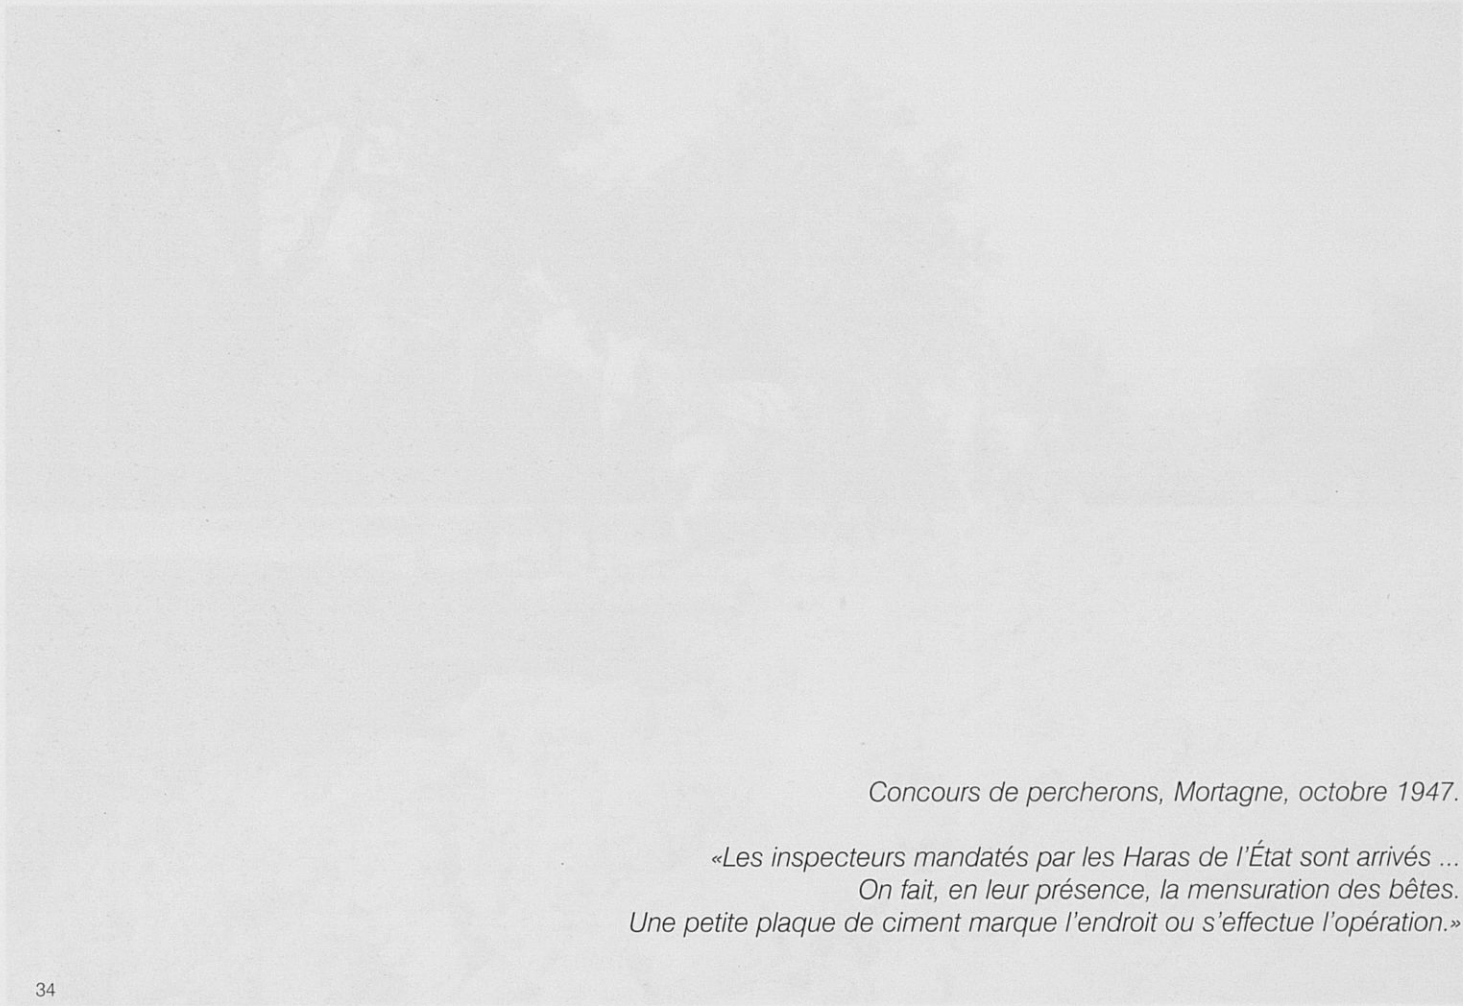 Concours de percherons, Mortagne, octobre 1947.
«Les inspecteurs mandatés par les Haras de l'État sont arrivés ...
On fait, en leur présence, la mensuration des bêtes.
Une petite plaque de ciment marque l'endroit ou s'effectue l'opération.»
34